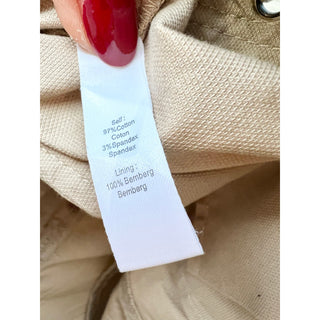 Self :
97%Cotton
Coton
3%Spandex
Spandex
Lining :
100% Bemberg
Bemberg